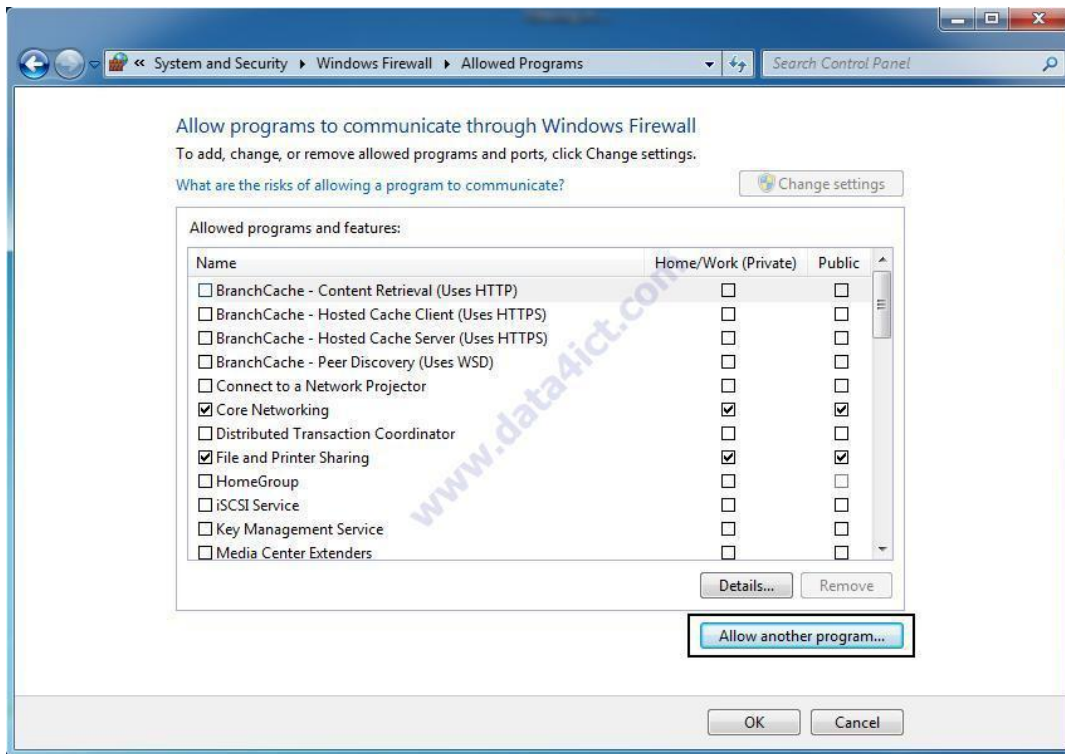 « System and Security ▸ Windows Firewall ▸ Allowed Programs
Search Control Panel
Allow programs to communicate through Windows Firewall
To add, change, or remove allowed programs and ports, click Change settings.
What are the risks of allowing a program to communicate?
Change settings
Allowed programs and features:
Name Home/Work (Private) Public
BranchCache - Content Retrieval (Uses HTTP)
BranchCache - Hosted Cache Client (Uses HTTPS)
BranchCache - Hosted Cache Server (Uses HTTPS)
BranchCache - Peer Discovery (Uses WSD)
Connect to a Network Projector
Core Networking
Distributed Transaction Coordinator
File and Printer Sharing
HomeGroup
iSCSI Service
Key Management Service
Media Center Extenders
www.data4ict.com
Details... Remove
Allow another program...
OK Cancel